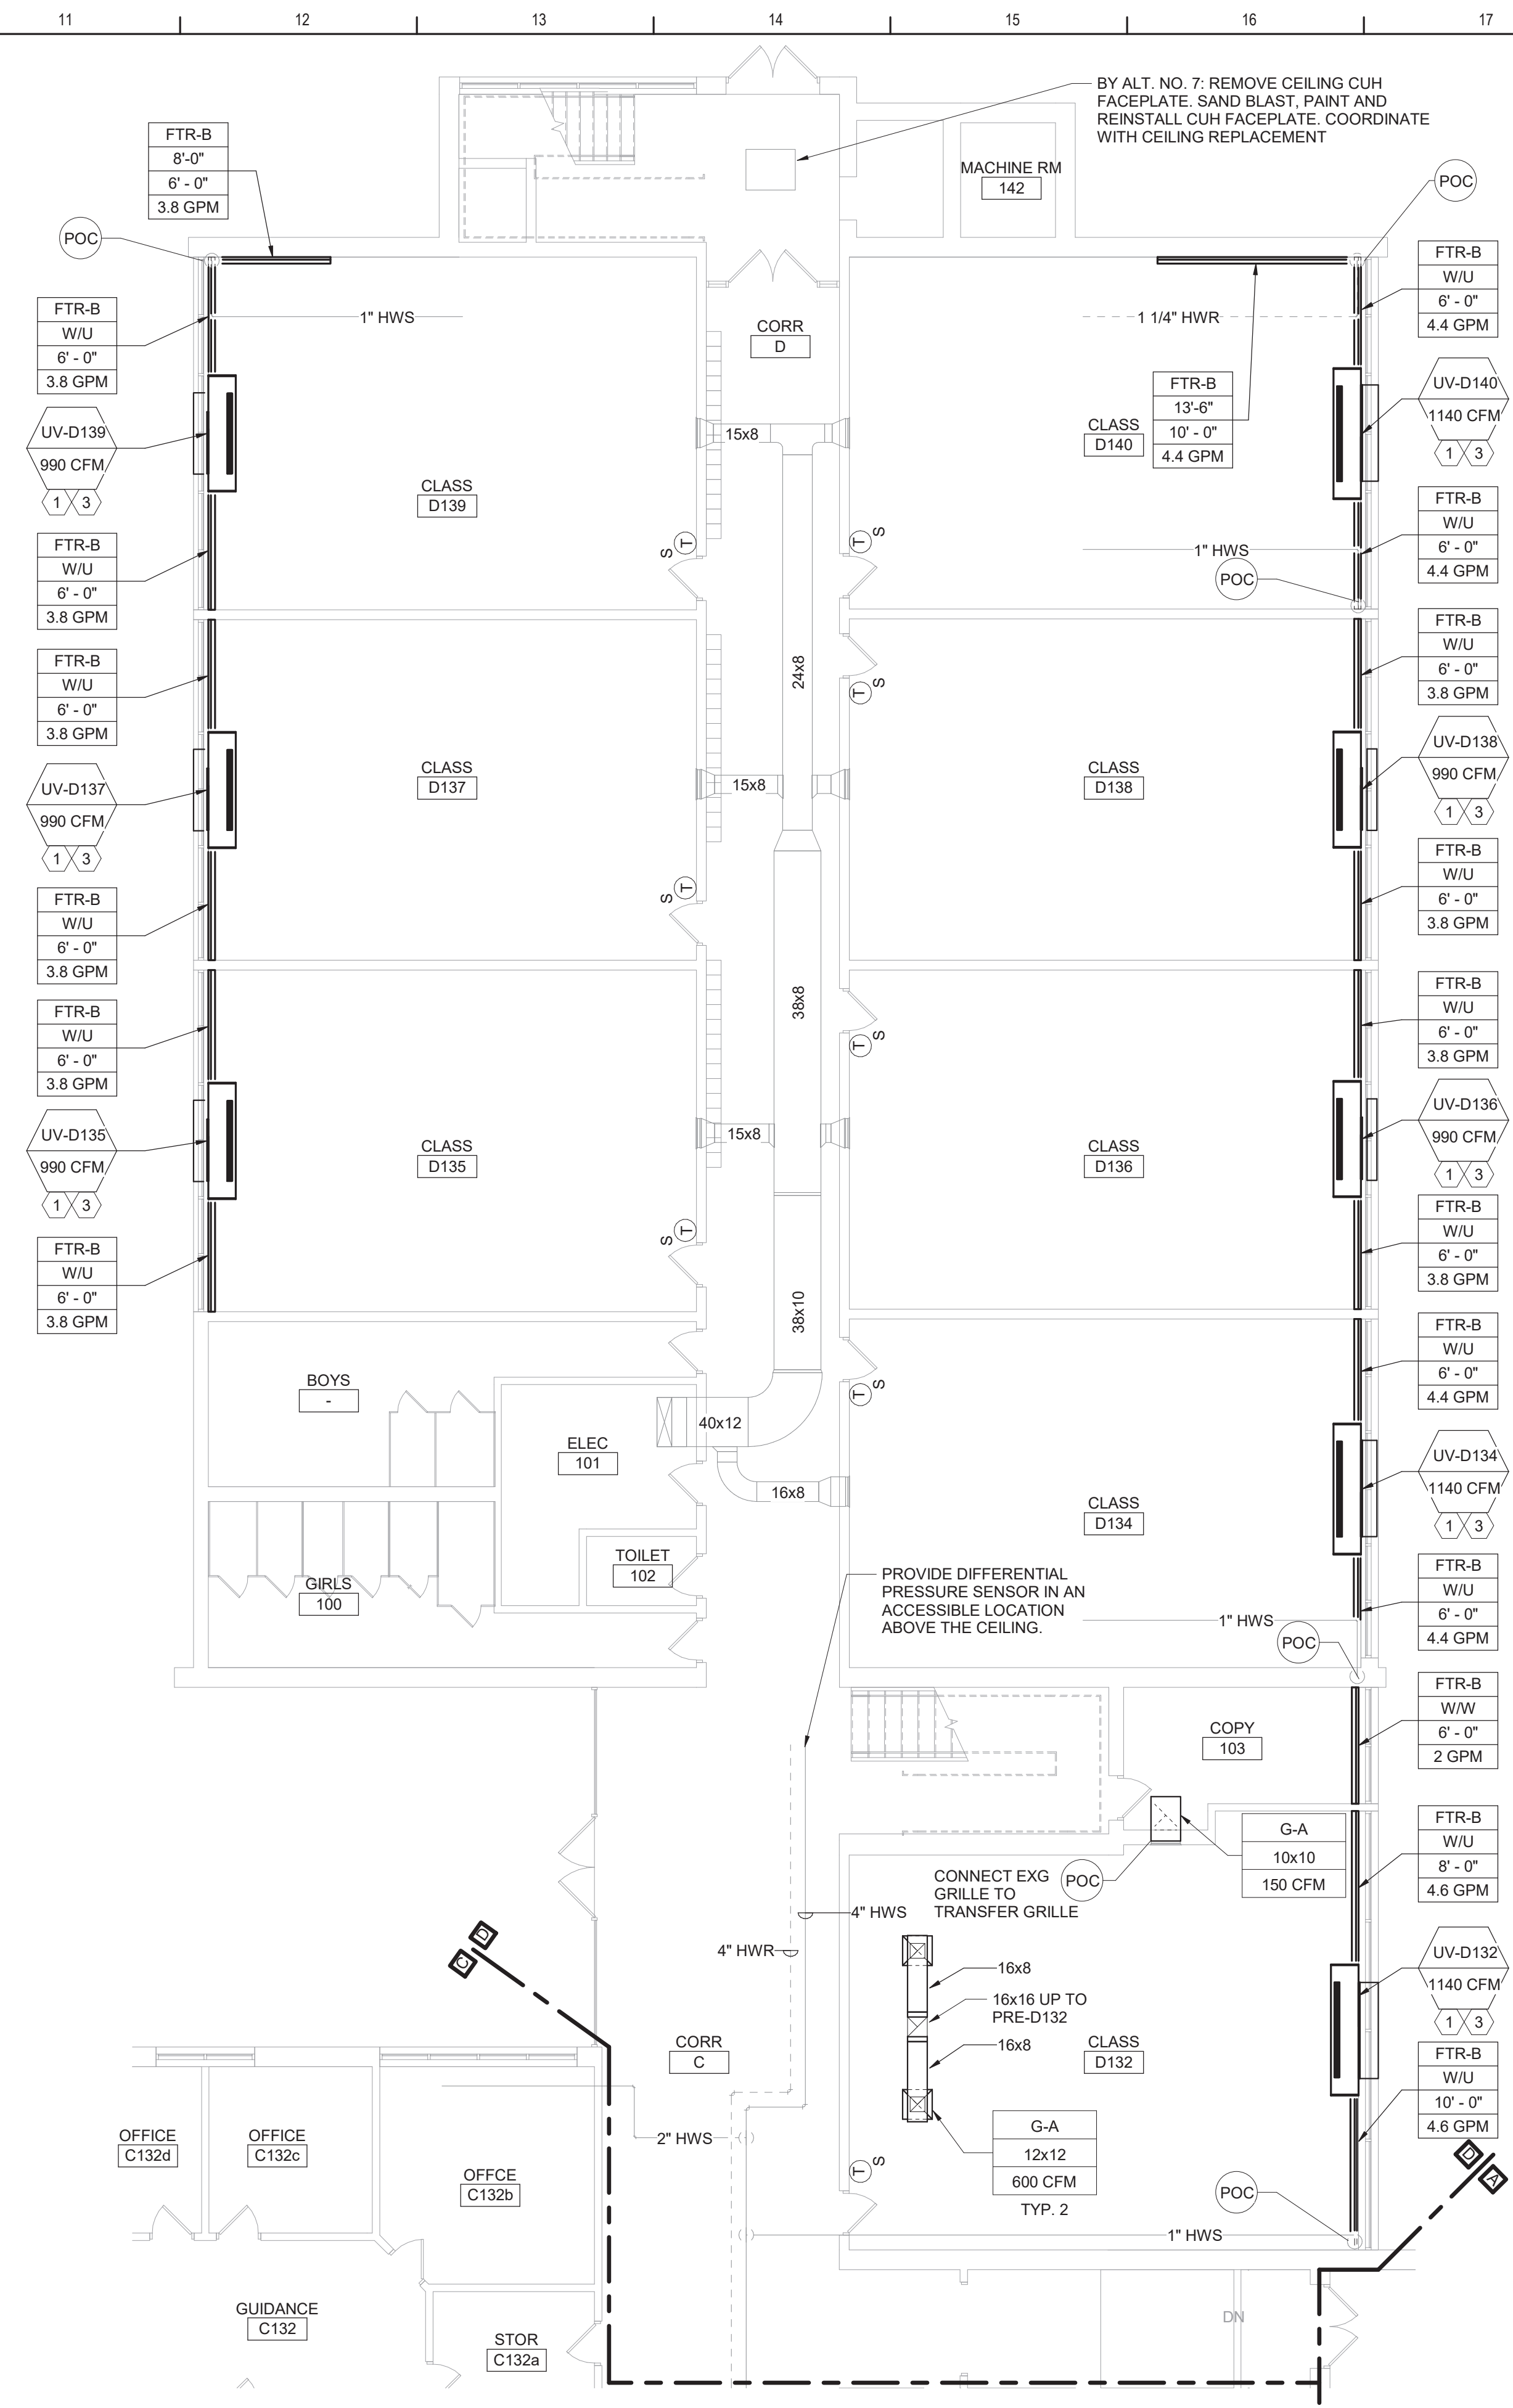 11
12
13
14
15
16
17
BY ALT. NO. 7: REMOVE CEILING CUH
FACEPLATE. SAND BLAST, PAINT AND
REINSTALL CUH FACEPLATE. COORDINATE
WITH CEILING REPLACEMENT
FTR-B
8'-0"
6' - 0"
3.8 GPM
MACHINE RM
142
POC
POC
FTR-B
W/U
6' - 0"
4.4 GPM
FTR-B
W/U
6' - 0"
3.8 GPM
1" HWS
CORR
D
1 1/4" HWR
FTR-B
13'-6"
10' - 0"
4.4 GPM
UV-D140
1140 CFM
1
3
UV-D139
990 CFM
1
3
15x8
CLASS
D140
CLASS
D139
FTR-B
W/U
6' - 0"
4.4 GPM
FTR-B
W/U
6' - 0"
3.8 GPM
S
T
T
S
1" HWS
POC
FTR-B
W/U
6' - 0"
3.8 GPM
FTR-B
W/U
6' - 0"
3.8 GPM
24x8
T
S
UV-D138
990 CFM
1
3
UV-D137
990 CFM
1
3
CLASS
D137
15x8
CLASS
D138
FTR-B
W/U
6' - 0"
3.8 GPM
FTR-B
W/U
6' - 0"
3.8 GPM
S
T
FTR-B
W/U
6' - 0"
3.8 GPM
FTR-B
W/U
6' - 0"
3.8 GPM
38x8
T
S
UV-D136
990 CFM
1
3
UV-D135
990 CFM
1
3
CLASS
D135
15x8
CLASS
D136
FTR-B
W/U
6' - 0"
3.8 GPM
FTR-B
W/U
6' - 0"
3.8 GPM
S
T
38x10
FTR-B
W/U
6' - 0"
4.4 GPM
BOYS
-
T
S
40x12
ELEC
101
UV-D134
1140 CFM
1
3
16x8
CLASS
D134
TOILET
102
GIRLS
100
PROVIDE DIFFERENTIAL
PRESSURE SENSOR IN AN
ACCESSIBLE LOCATION
ABOVE THE CEILING.
FTR-B
W/U
6' - 0"
4.4 GPM
1" HWS
POC
FTR-B
W/W
6' - 0"
2 GPM
COPY
103
FTR-B
W/U
8' - 0"
4.6 GPM
G-A
10x10
150 CFM
CONNECT EXG
GRILLE TO
TRANSFER GRILLE
POC
4" HWS
4" HWR
D
C
UV-D132
1140 CFM
1
3
16x8
16x16 UP TO
PRE-D132
16x8
CORR
C
CLASS
D132
FTR-B
W/U
10' - 0"
4.6 GPM
G-A
12x12
600 CFM
TYP. 2
OFFICE
C132d
OFFICE
C132c
2" HWS
OFFCE
C132b
T
S
D
A
POC
1" HWS
GUIDANCE
C132
STOR
C132a
DN